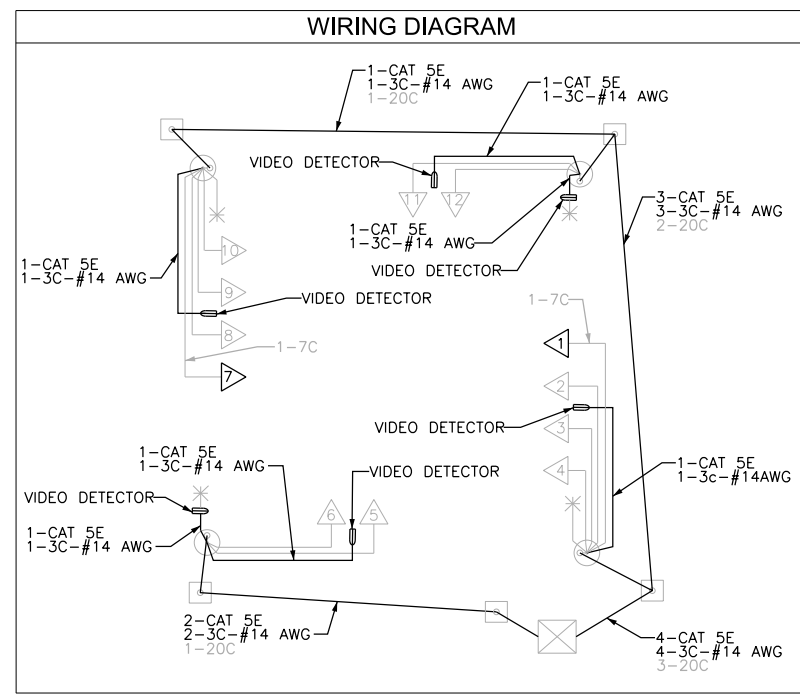 WIRING DIAGRAM
1-CAT 5E
1-3C-#14 AWG
1-20C
1-CAT 5E
1-3C-#14 AWG
VIDEO DETECTOR
11
12
1-CAT 5E
1-3C-#14 AWG
VIDEO DETECTOR
3-CAT 5E
3-3C-#14 AWG
2-20C
10
1-CAT 5E
1-3C-#14 AWG
9
VIDEO DETECTOR
8
1-7C
7
1-7C
1
2
VIDEO DETECTOR
3
4
1-CAT 5E
1-3c-#14AWG
1-CAT 5E
1-3C-#14 AWG
VIDEO DETECTOR
VIDEO DETECTOR
6
5
1-CAT 5E
1-3C-#14 AWG
2-CAT 5E
2-3C-#14 AWG
1-20C
4-CAT 5E
4-3C-#14 AWG
3-20C